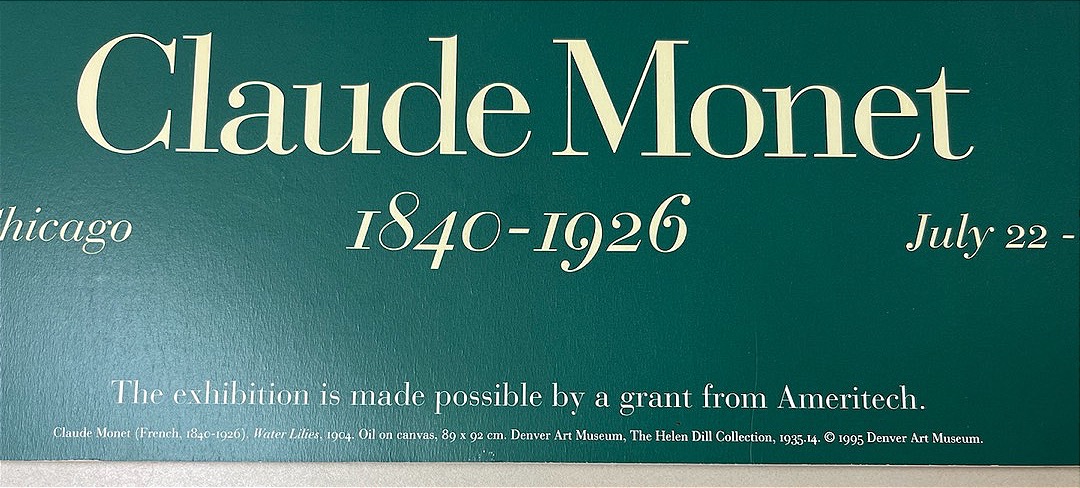 Claude Monet
Chicago 1840-1926 July 22 -
The exhibition is made possible by a grant from Ameritech.
Claude Monet (French, 1840-1926). Water Lilies, 1904. Oil on canvas, 89 x 92 cm. Denver Art Museum, The Helen Dill Collection, 1935.14. © 1995 Denver Art Museum.